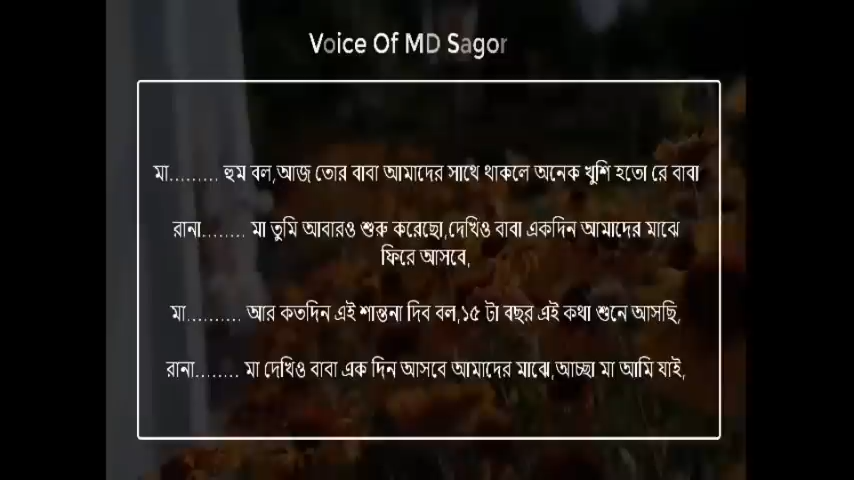 Voice Of MD Sagor
মা......... হুম বল,আজ তোর বাবা আমাদের সাথে থাকলে অনেক খুশি হতো রে বাবা
রানা........ মা তুমি আবারও শুরু করেছো,দেখিও বাবা একদিন আমাদের মাঝে
ফিরে আসবে,
মা.......... আর কতদিন এই শান্তনা দিব বল,১৫ টা বছর এই কথা শুনে আসছি,
রানা........ মা দেখিও বাবা এক দিন আসবে আমাদের মাঝে,আচ্ছা মা আমি যাই,